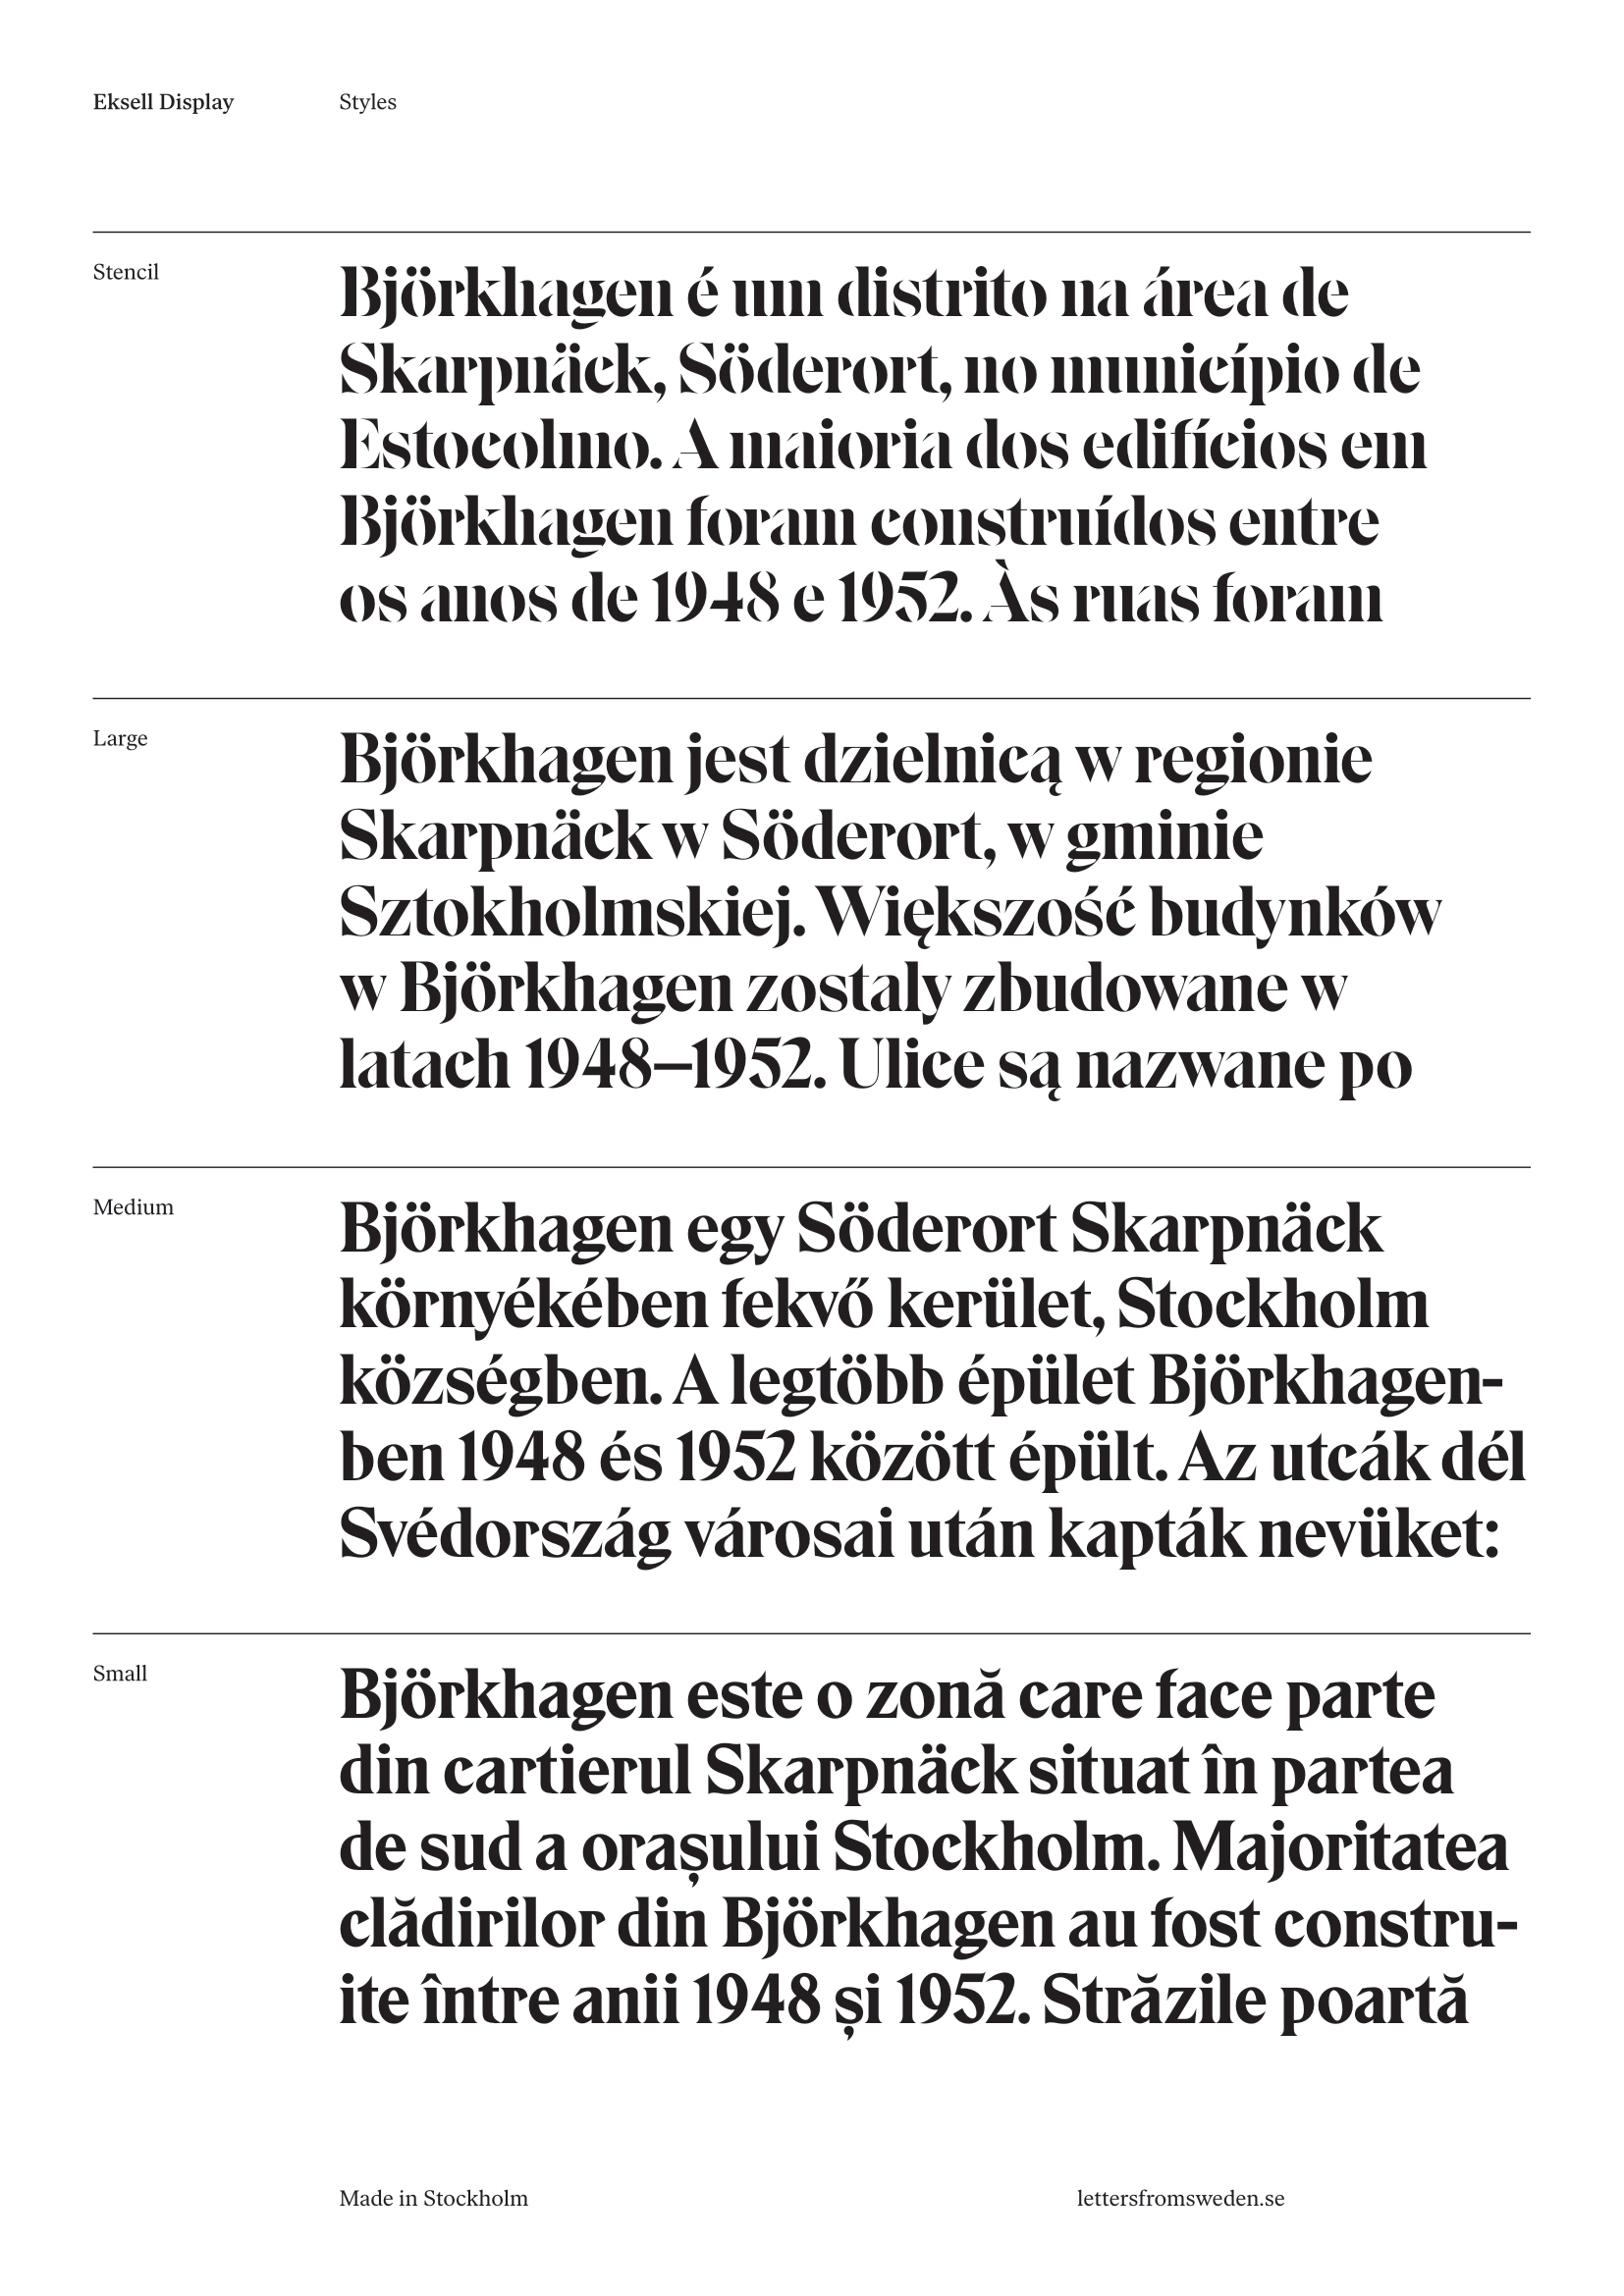 Eksell Display
Styles
Stencil
Björkhagen é um distrito na área de
Skarpnäck, Söderort, no município de
Estocolmo. A maioria dos edifícios em
Björkhagen foram construídos entre
os anos de 1948 e 1952. Às ruas foram
Large
Björkhagen jest dzielnicą w regionie
Skarpnäck w Söderort, w gminie
Sztokholmskiej. Większość budynków
w Björkhagen zostaly zbudowane w
latach 1948–1952. Ulice są nazwane po
Medium
Björkhagen egy Söderort Skarpnäck
környékében fekvő kerület, Stockholm
községben. A legtöbb épület Björkhagen-
ben 1948 és 1952 között épült. Az utcák dél
Svédország városai után kapták nevüket:
Small
Björkhagen este o zonă care face parte
din cartierul Skarpnäck situat în partea
de sud a orașului Stockholm. Majoritatea
clădirilor din Björkhagen au fost constru-
ite între anii 1948 și 1952. Străzile poartă
Made in Stockholm
lettersfromsweden.se